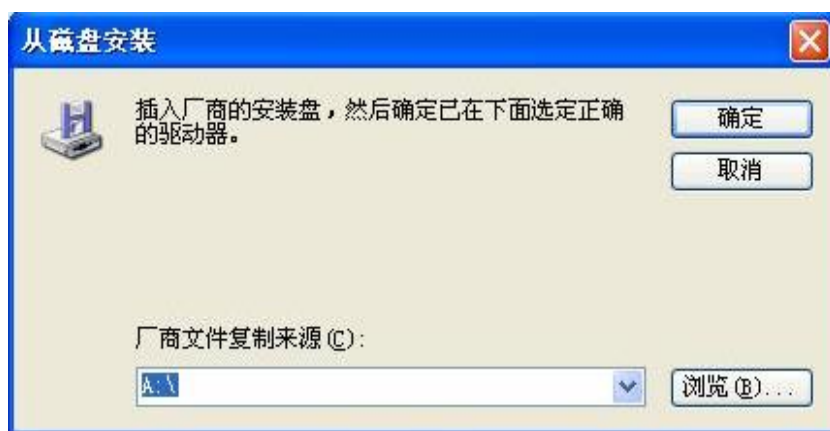 从磁盘安装
插入厂商的安装盘，然后确定已在下面选定正确
的驱动器。
确定
取消
厂商文件复制来源(C):
A:\
浏览(B)...